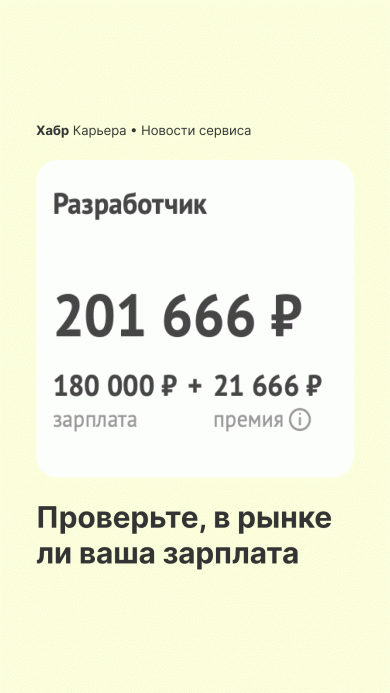 Хабр Карьера • Новости сервиса
Разработчик
201 666 ₽
180 000 ₽ + 21 666 ₽
зарплата премия
Проверьте, в рынке
ли ваша зарплата